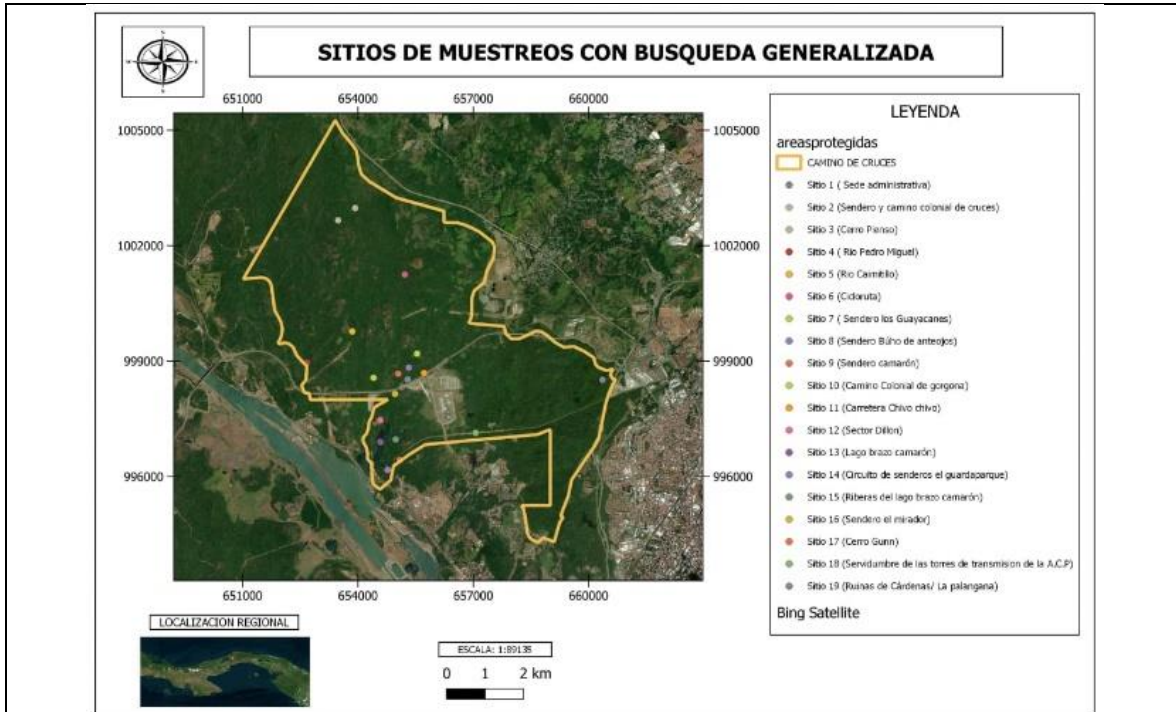 SITIOS DE MUESTREOS CON BUSQUEDA GENERALIZADA
651000 654000 657000 660000
1005000 1005000
1002000 1002000
999000 999000
996000 996000
651000 654000 657000 660000
LEYENDA
areasprotegidas
CAMINO DE CRUCES
Sitio 1 ( Sede administrativa)
Sitio 2 (Sendero y camino colonial de cruces)
Sitio 3 (Cerro Pienso)
Sitio 4 ( Rio Pedro Miguel)
Sitio 5 (Rio Caimitillo)
Sitio 6 (Cicloruta)
Sitio 7 ( Sendero los Guayacanes)
Sitio 8 (Sendero Búho de anteojos)
Sitio 9 (Sendero camarón)
Sitio 10 (Camino Colonial de gorgona)
Sitio 11 (Carretera Chivo chivo)
Sitio 12 (Sector Dillon)
Sitio 13 (Lago brazo camarón)
Sitio 14 (Circuito de senderos el guardaparque)
Sitio 15 (Riberas del lago brazo camarón)
Sitio 16 (Sendero el mirador)
Sitio 17 (Cerro Gunn)
Sitio 18 (Servidumbre de las torres de transmision de la A.C.P)
Sitio 19 (Ruinas de Cárdenas/ La palangana)
Bing Satellite
LOCALIZACION REGIONAL
ESCALA: 1:89135
0 1 2 km